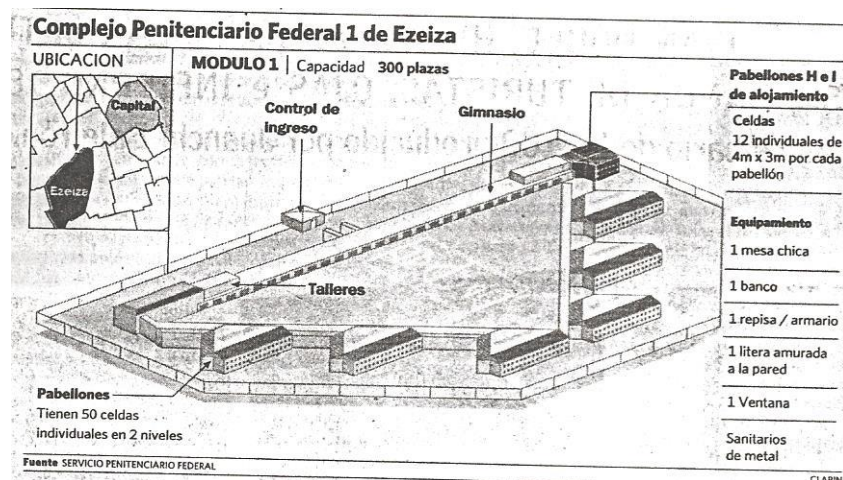 Complejo Penitenciario Federal 1 de Ezeiza
UBICACION
Capital
Ezeiza
MODULO 1 | Capacidad 300 plazas
Control de
ingreso
Gimnasio
Talleres
Pabellones
Tienen 50 celdas
individuales en 2 niveles
Pabellones H e I
de alojamiento
Celdas
12 individuales de
4m x 3m por cada
pabellón
Equipamiento
1 mesa chica
1 banco
1 repisa / armario
1 litera amurada
a la pared
1 Ventana
Sanitarios
de metal
Fuente SERVICIO PENITENCIARIO FEDERAL
CLARIN